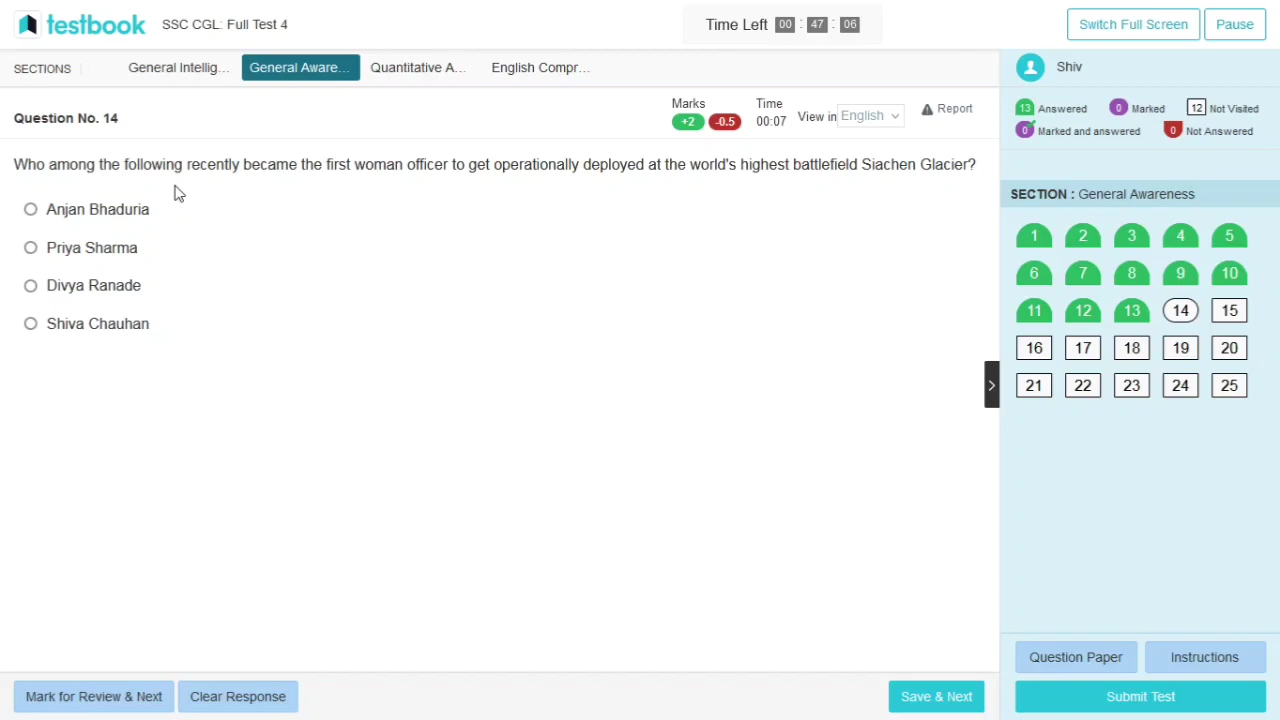 testbook SSC CGL: Full Test 4 Time Left 00 : 47 : 06 Switch Full Screen Pause
SECTIONS General Intellig... General Aware... Quantitative A... English Compr... Shiv
Question No. 14 Marks +2 -0.5 Time 00:07 View in English Report
13 Answered 0 Marked 12 Not Visited
0 Marked and answered 0 Not Answered
Who among the following recently became the first woman officer to get operationally deployed at the world's highest battlefield Siachen Glacier?
Anjan Bhaduria
Priya Sharma
Divya Ranade
Shiva Chauhan
SECTION : General Awareness
1 2 3 4 5
6 7 8 9 10
11 12 13 14 15
16 17 18 19 20
21 22 23 24 25
Question Paper Instructions
Mark for Review & Next Clear Response Save & Next Submit Test